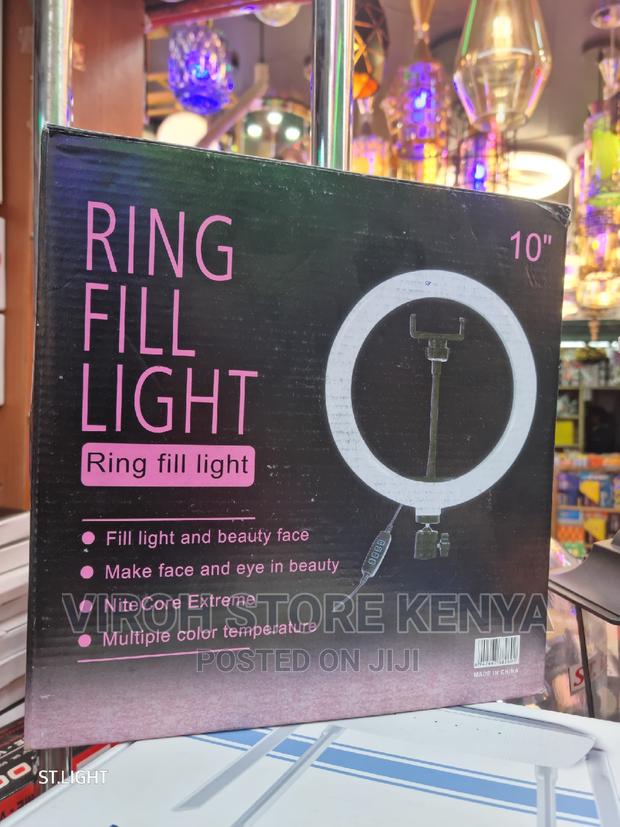 RING
FILL
LIGHT
10"
Ring fill light
Fill light and beauty face
Make face and eye in beauty
NiteCore Extreme
Multiple color temperature
VIROH STORE KENYA
POSTED ON JIJI
MADE IN CHINA
ST.LIGHT